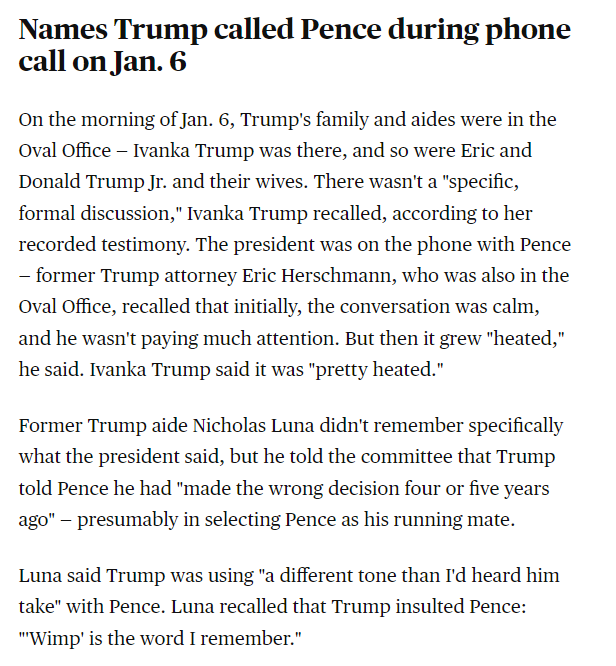 Names Trump called Pence during phone
call on Jan. 6
On the morning of Jan. 6, Trump's family and aides were in the
Oval Office – Ivanka Trump was there, and so were Eric and
Donald Trump Jr. and their wives. There wasn't a "specific,
formal discussion," Ivanka Trump recalled, according to her
recorded testimony. The president was on the phone with Pence
– former Trump attorney Eric Herschmann, who was also in the
Oval Office, recalled that initially, the conversation was calm,
and he wasn't paying much attention. But then it grew "heated,"
he said. Ivanka Trump said it was "pretty heated."
Former Trump aide Nicholas Luna didn't remember specifically
what the president said, but he told the committee that Trump
told Pence he had "made the wrong decision four or five years
ago" – presumably in selecting Pence as his running mate.
Luna said Trump was using "a different tone than I'd heard him
take" with Pence. Luna recalled that Trump insulted Pence:
"'Wimp' is the word I remember."